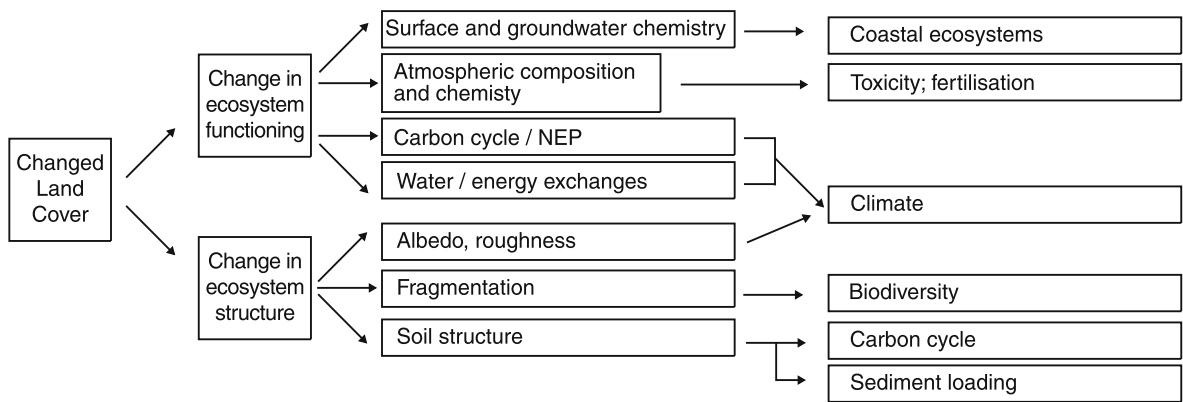 Changed
Land
Cover
Change in
ecosystem
functioning
Change in
ecosystem
structure
Surface and groundwater chemistry
Atmospheric composition
and chemisty
Carbon cycle / NEP
Water / energy exchanges
Albedo, roughness
Fragmentation
Soil structure
Coastal ecosystems
Toxicity; fertilisation
Climate
Biodiversity
Carbon cycle
Sediment loading